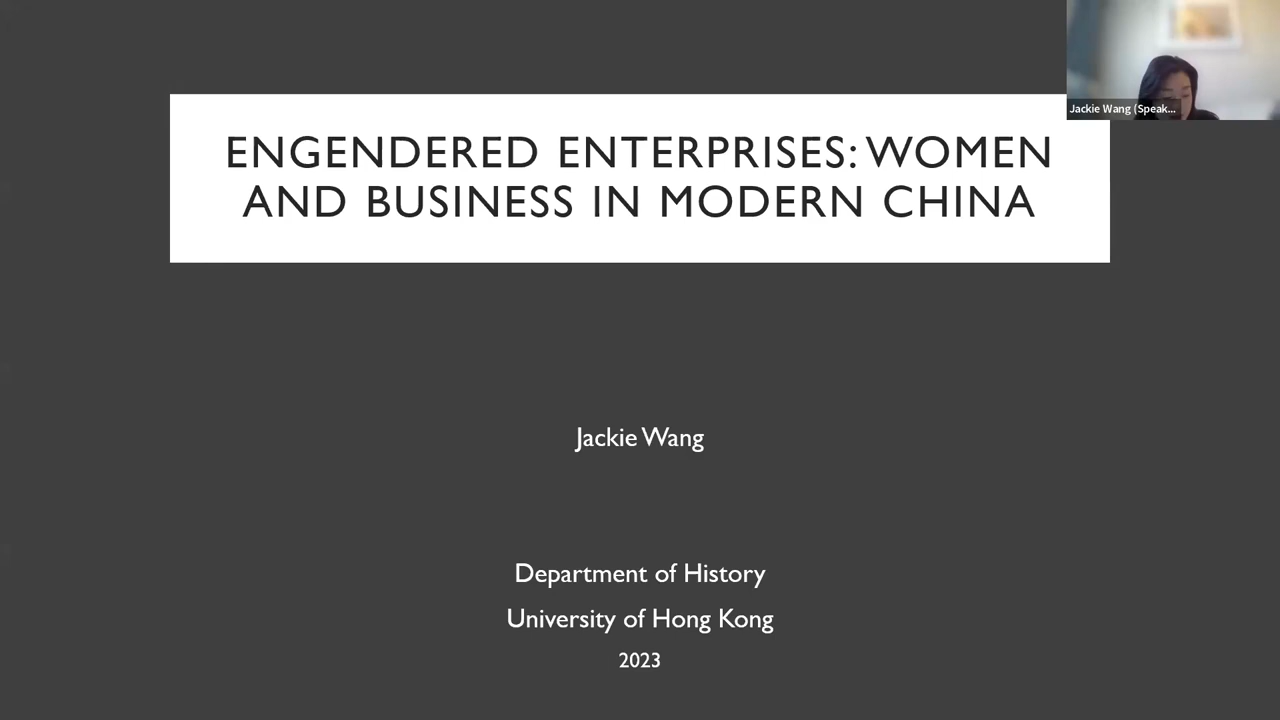 ENGENDERED ENTERPRISES: WOMEN
AND BUSINESS IN MODERN CHINA
Jackie Wang (Speak...
Jackie Wang
Department of History
University of Hong Kong
2023